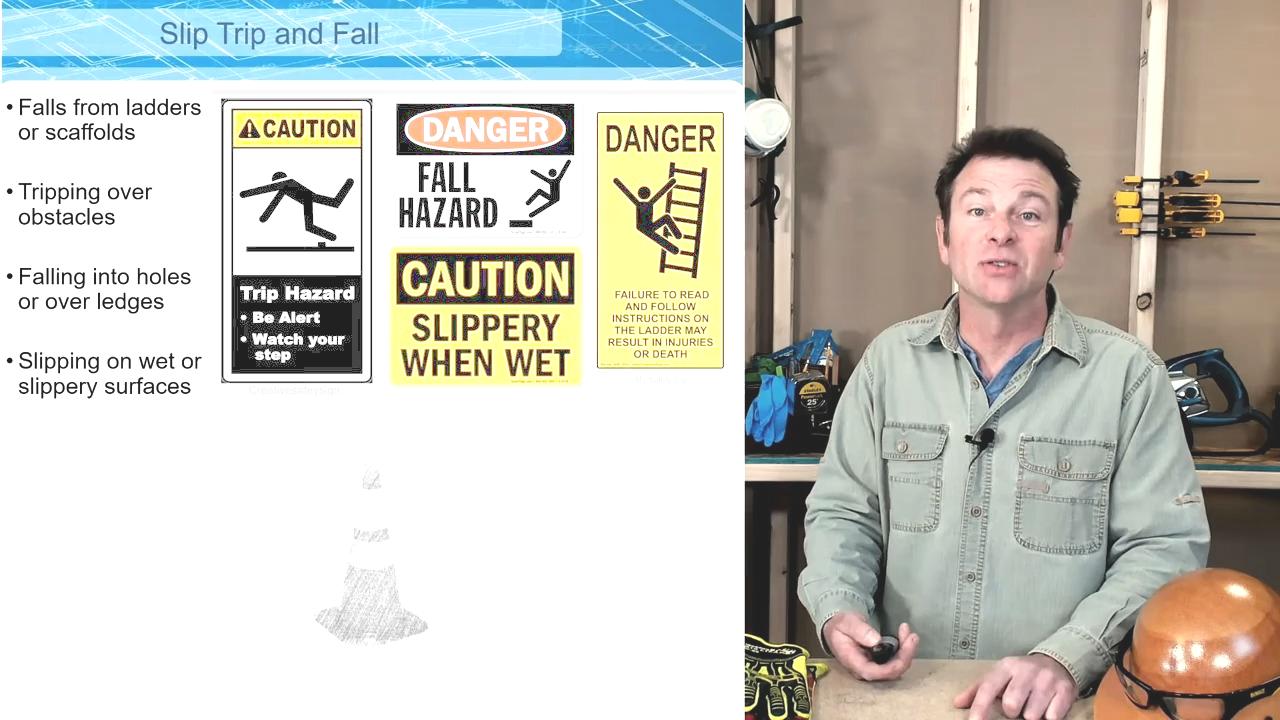 Slip Trip and Fall
• Falls from ladders
or scaffolds
• Tripping over
obstacles
• Falling into holes
or over ledges
• Slipping on wet or
slippery surfaces
CAUTION
Trip Hazard
• Be Alert
• Watch your
step
DANGER
FALL
HAZARD
CAUTION
SLIPPERY
WHEN WET
DANGER
FAILURE TO READ
AND FOLLOW
INSTRUCTIONS ON
THE LADDER MAY
RESULT IN INJURIES
OR DEATH
STANLEY
25'